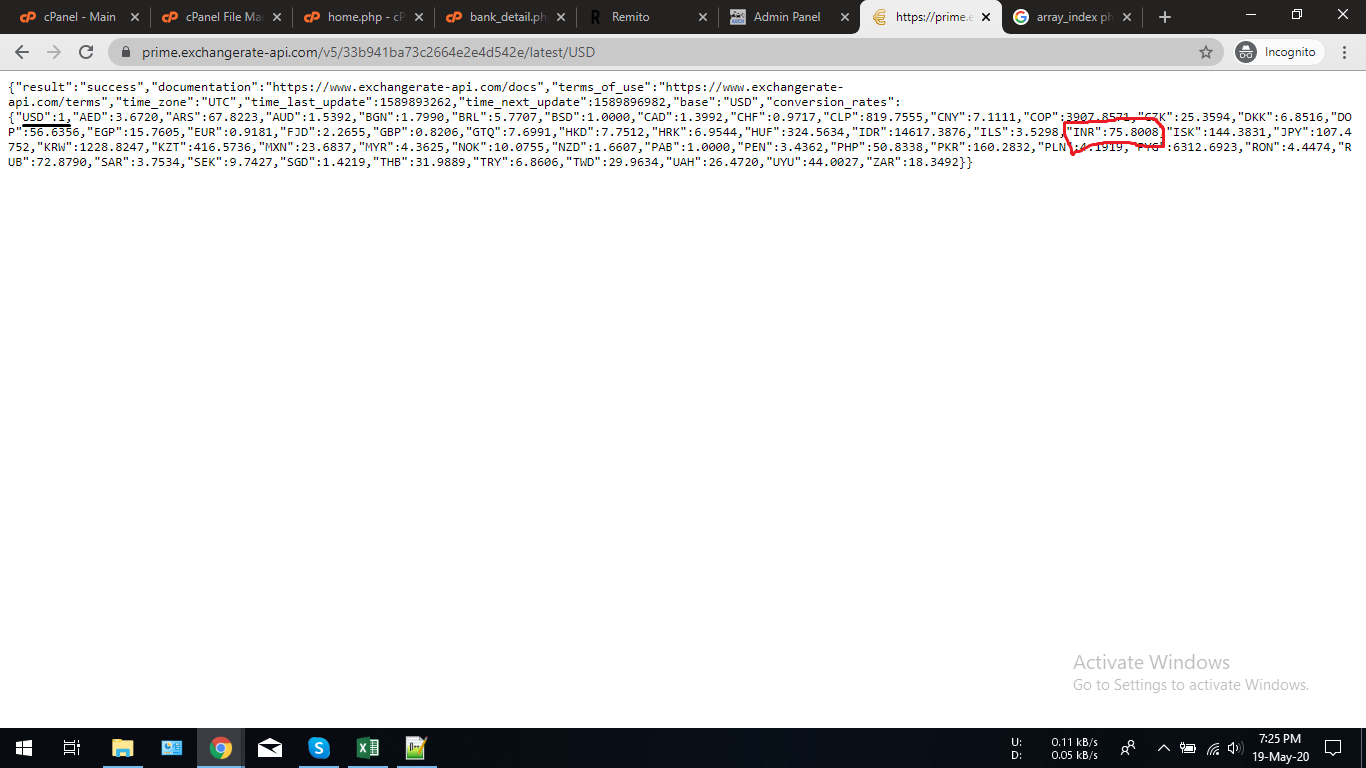 cPanel - Main
cPanel File Ma
home.php - cP
bank_detail.ph
R Remito
Admin Panel
https://prime.e
array_index ph
prime.exchangerate-api.com/v5/33b941ba73c2664e2e4d542e/latest/USD
Incognito
{"result":"success","documentation":"https://www.exchangerate-api.com/docs","terms_of_use":"https://www.exchangerate-
api.com/terms","time_zone":"UTC","time_last_update":1589893262,"time_next_update":1589896982,"base":"USD","conversion_rates":
{"USD":1,"AED":3.6720,"ARS":67.8223,"AUD":1.5392,"BGN":1.7990,"BRL":5.7707,"BSD":1.0000,"CAD":1.3992,"CHF":0.9717,"CLP":819.7555,"CNY":7.1111,"COP":3907.8571,"CZK":25.3594,"DKK":6.8516,"DO
P":56.6356,"EGP":15.7605,"EUR":0.9181,"FJD":2.2655,"GBP":0.8206,"GTQ":7.6991,"HKD":7.7512,"HRK":6.9544,"HUF":324.5634,"IDR":14617.3876,"ILS":3.5298,"INR":75.8008,"ISK":144.3831,"JPY":107.4
752,"KRW":1228.8247,"KZT":416.5736,"MXN":23.6837,"MYR":4.3625,"NOK":10.0755,"NZD":1.6607,"PAB":1.0000,"PEN":3.4362,"PHP":50.8338,"PKR":160.2832,"PLN":4.1919,"PYG":6312.6923,"RON":4.4474,"R
UB":72.8790,"SAR":3.7534,"SEK":9.7427,"SGD":1.4219,"THB":31.9889,"TRY":6.8606,"TWD":29.9634,"UAH":26.4720,"UYU":44.0027,"ZAR":18.3492}}
Activate Windows
Go to Settings to activate Windows.
U: 0.11 kB/s
D: 0.05 kB/s
7:25 PM
19-May-20